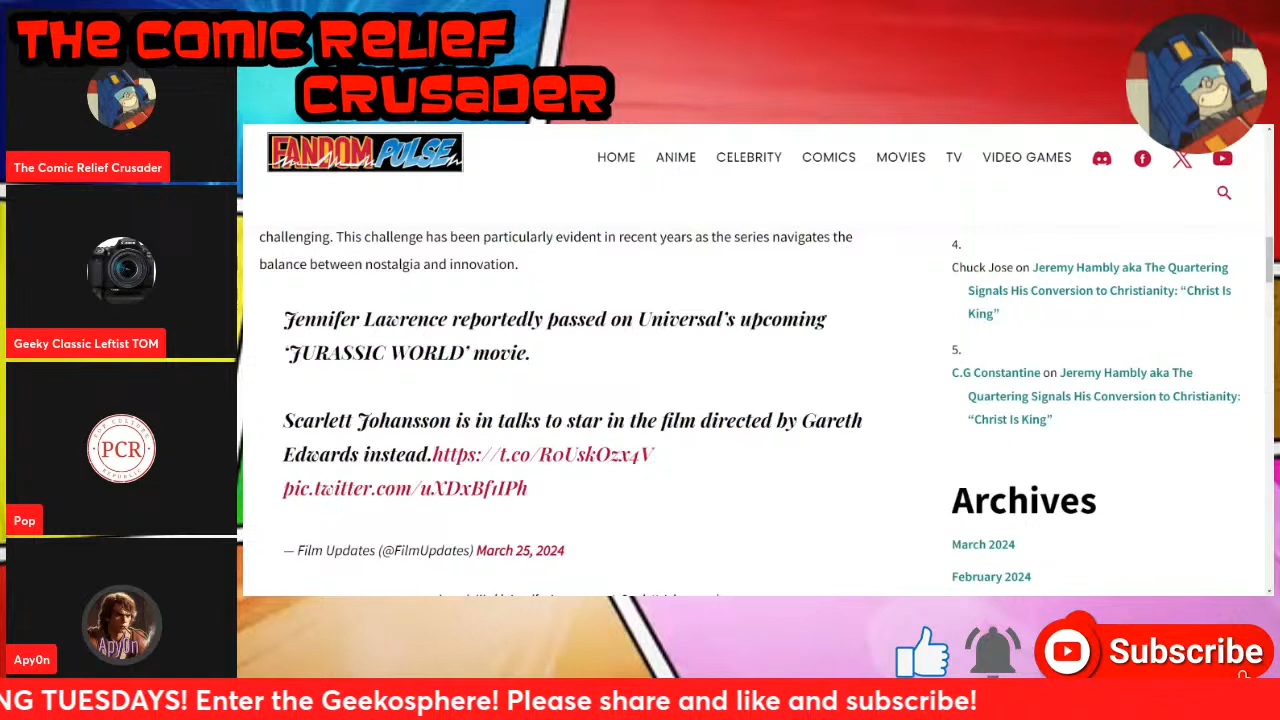 THE COMIC RELIEF
CRUSADER
The Comic Relief Crusader
Geeky Classic Leftist TOM
POP CULTURE
PCR
REPUBLIC
Pop
Apy0n
Apy0n
FANDOM PULSE
HOME ANIME CELEBRITY COMICS MOVIES TV VIDEO GAMES
challenging. This challenge has been particularly evident in recent years as the series navigates the
balance between nostalgia and innovation.
Jennifer Lawrence reportedly passed on Universal’s upcoming
‘JURASSIC WORLD’ movie.
Scarlett Johansson is in talks to star in the film directed by Gareth
Edwards instead.https://t.co/R0UskOzx4V
pic.twitter.com/uXDxBf1IPh
— Film Updates (@FilmUpdates) March 25, 2024
4.
Chuck Jose on Jeremy Hambly aka The Quartering
Signals His Conversion to Christianity: “Christ Is
King”
5.
C.G Constantine on Jeremy Hambly aka The
Quartering Signals His Conversion to Christianity:
“Christ Is King”
Archives
March 2024
February 2024
Subscribe
NG TUESDAYS! Enter the Geekosphere! Please share and like and subscribe!